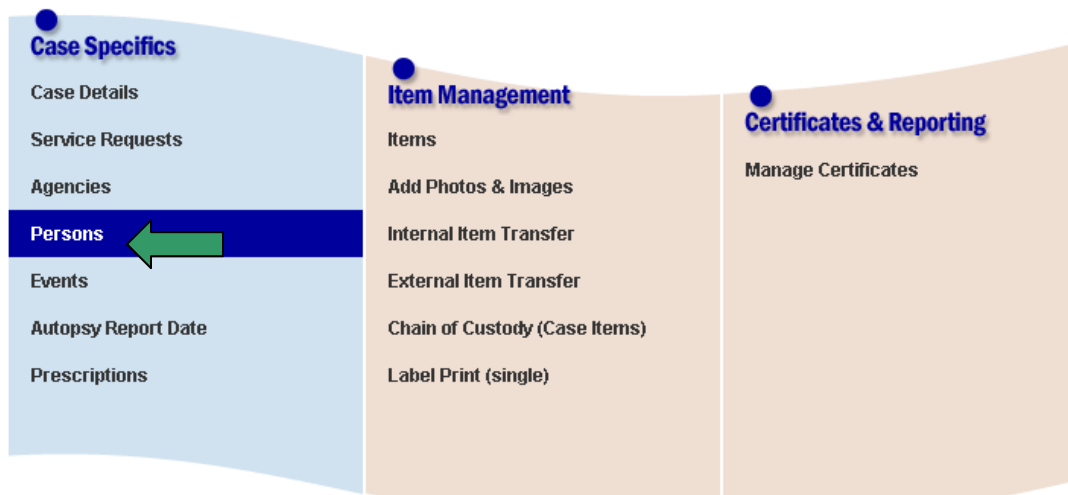 Case Specifics
Case Details
Service Requests
Agencies
Persons
Events
Autopsy Report Date
Prescriptions
Item Management
Items
Add Photos & Images
Internal Item Transfer
External Item Transfer
Chain of Custody (Case Items)
Label Print (single)
Certificates & Reporting
Manage Certificates